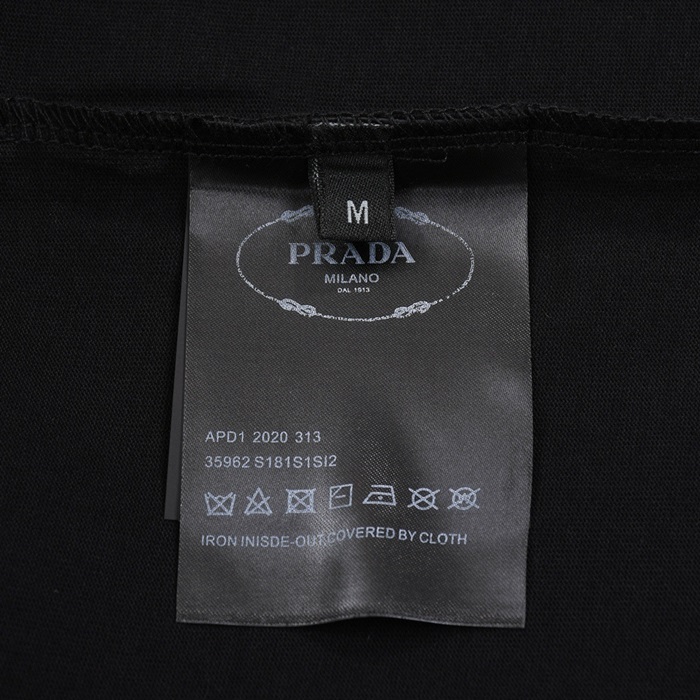 M
PRADA
MILANO
DAL 1913
APD1 2020 313
35962 S181S1SI2
IRON INISDE-OUT,COVERED BY CLOTH